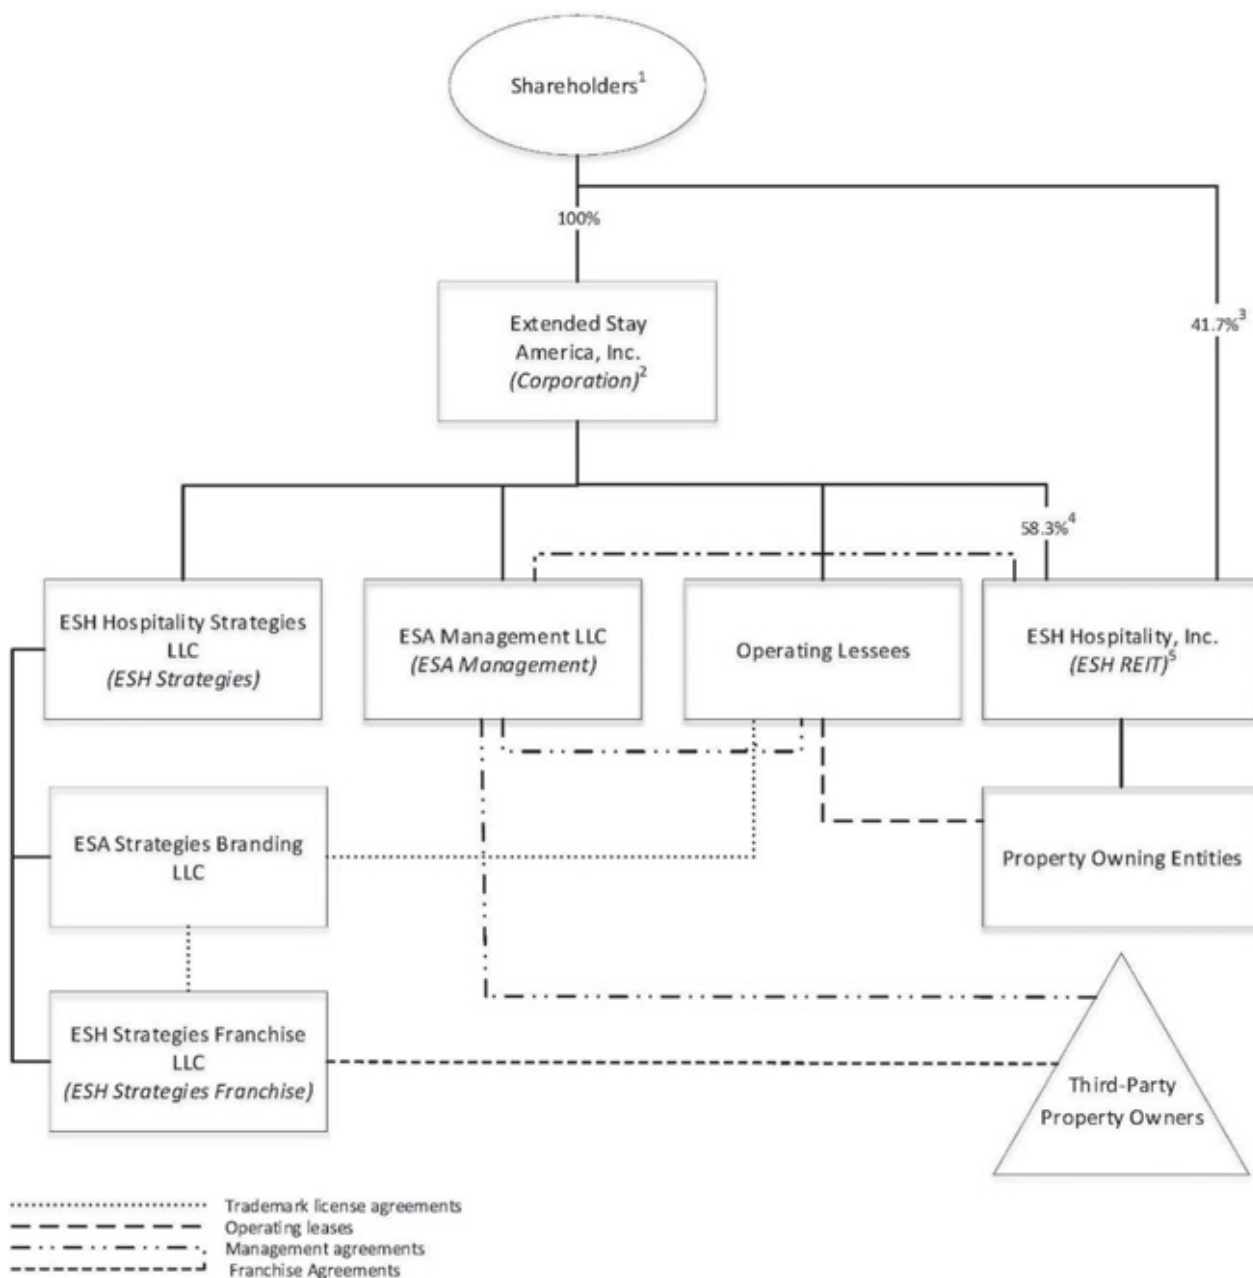 Shareholders1
100%
41.7%3
Extended Stay
America, Inc.
(Corporation)2
58.3%4
ESH Hospitality Strategies
LLC
(ESH Strategies)
ESA Management LLC
(ESA Management)
Operating Lessees
ESH Hospitality, Inc.
(ESH REIT)5
ESA Strategies Branding
LLC
Property Owning Entities
ESH Strategies Franchise
LLC
(ESH Strategies Franchise)
Third-Party
Property Owners
Trademark license agreements
Operating leases
Management agreements
Franchise Agreements